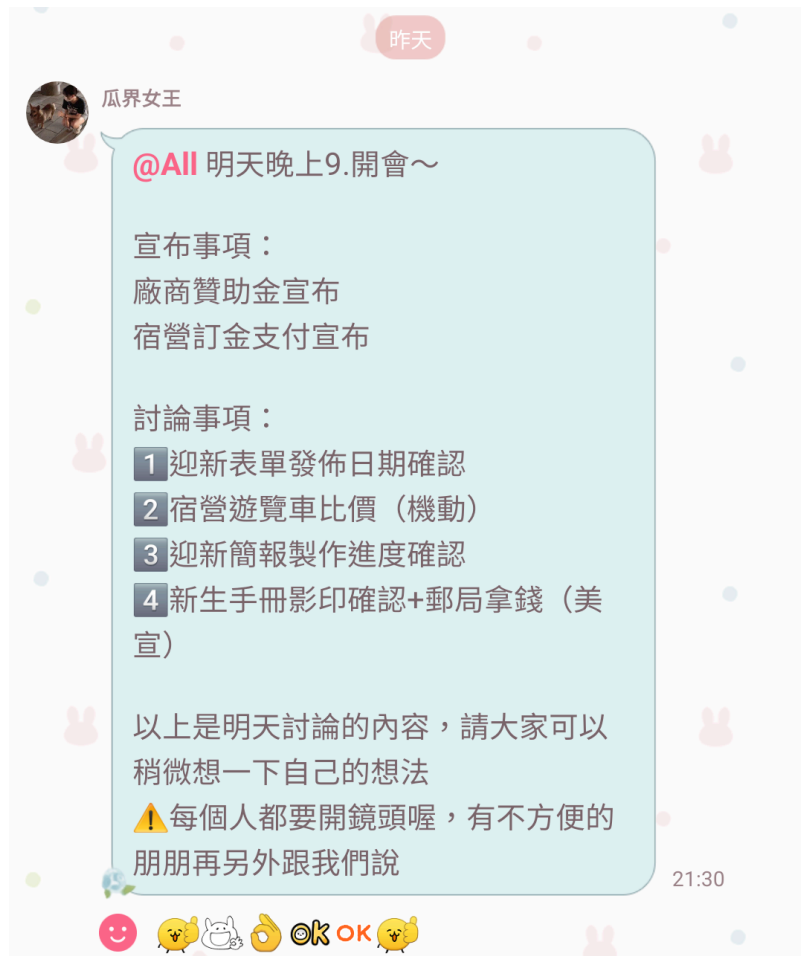 昨天
瓜界女王
@All 明天晚上9.開會～
宣布事項：
廠商贊助金宣布
宿營訂金支付宣布
討論事項：
1迎新表單發佈日期確認
2宿營遊覽車比價（機動）
3迎新簡報製作進度確認
4新生手冊影印確認+郵局拿錢（美
宣）
以上是明天討論的內容，請大家可以
稍微想一下自己的想法
⚠️每個人都要開鏡頭喔，有不方便的
朋朋再另外跟我們說
21:30
OK OK